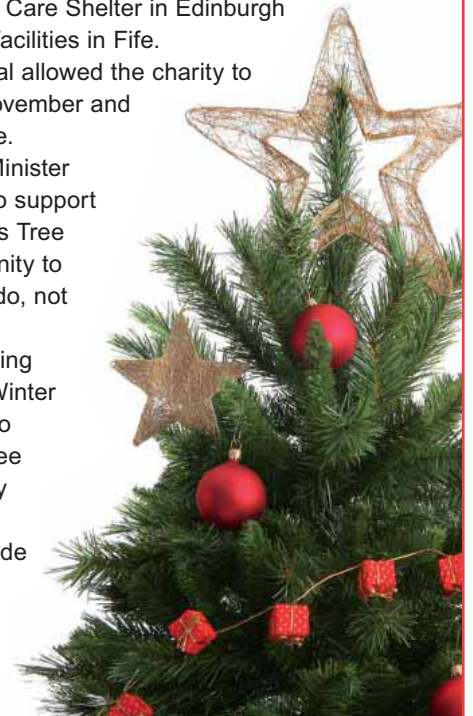 Care Shelter in Edinburgh
acilities in Fife.
al allowed the charity to
ovember and
e.
Minister
o support
s Tree
nity to
do, not
ing
Winter
o
ee
y
de